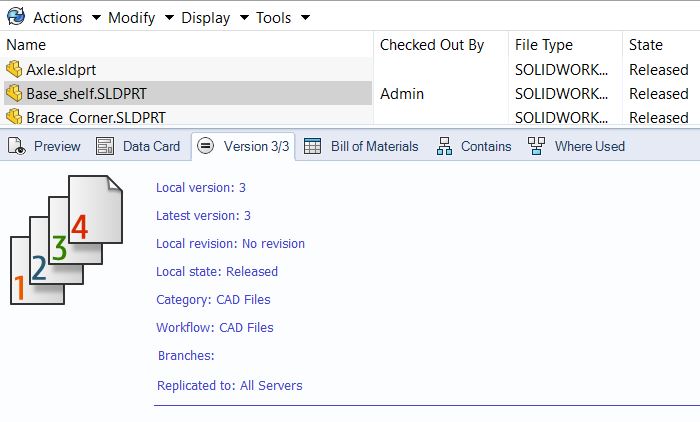 Actions Modify Display Tools
Name Checked Out By File Type State
Axle.sldprt SOLIDWORK... Released
Base_shelf.SLDPRT Admin SOLIDWORK... Released
Brace_Corner.SLDPRT SOLIDWORK... Released
Preview Data Card Version 3/3 Bill of Materials Contains Where Used
1 2 3 4
Local version: 3
Latest version: 3
Local revision: No revision
Local state: Released
Category: CAD Files
Workflow: CAD Files
Branches:
Replicated to: All Servers